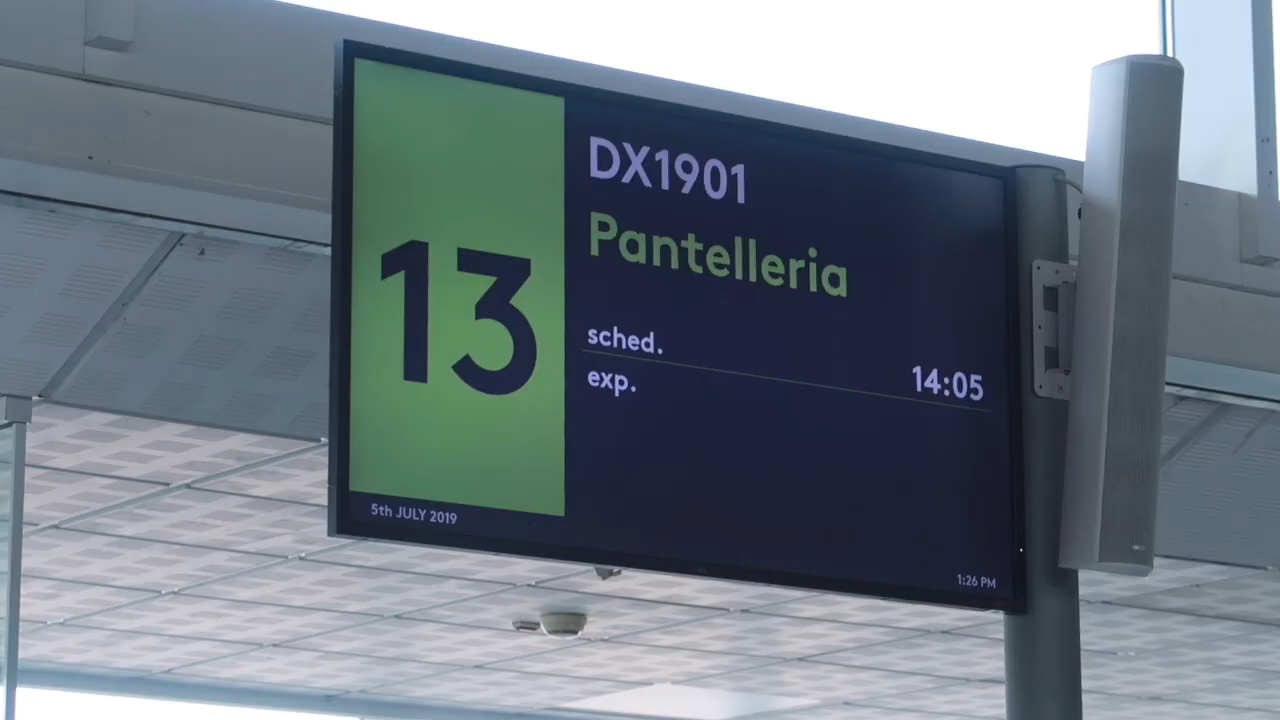 13
DX1901
Pantelleria
sched. 14:05
exp.
5th JULY 2019
1:26 PM